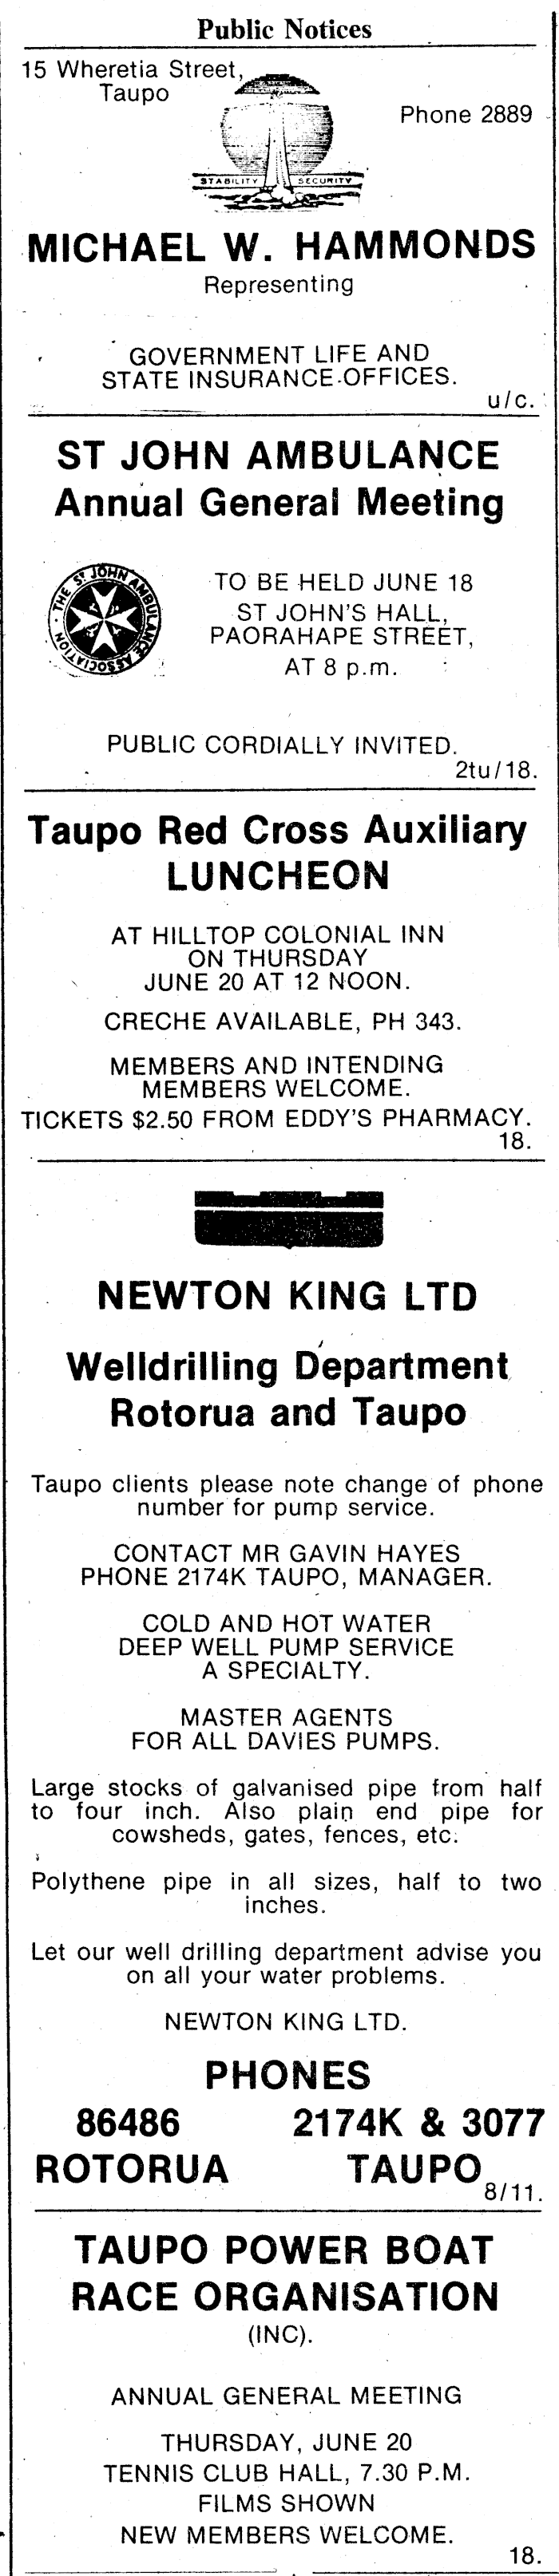 Public Notices
15 Wheretia Street,
Taupo
Phone 2889
STABILITY SECURITY
MICHAEL W. HAMMONDS
Representing
GOVERNMENT LIFE AND
STATE INSURANCE OFFICES.
u/c.
ST JOHN AMBULANCE
Annual General Meeting
THE ST JOHN AMBULANCE ASSOCIATION
TO BE HELD JUNE 18
ST JOHN'S HALL,
PAORAHAPE STREET,
AT 8 p.m.
PUBLIC CORDIALLY INVITED.
2tu/18.
Taupo Red Cross Auxiliary
LUNCHEON
AT HILLTOP COLONIAL INN
ON THURSDAY
JUNE 20 AT 12 NOON.
CRECHE AVAILABLE, PH 343.
MEMBERS AND INTENDING
MEMBERS WELCOME.
TICKETS $2.50 FROM EDDY'S PHARMACY.
18.
NEWTON KING LTD
Welldrilling Department
Rotorua and Taupo
Taupo clients please note change of phone
number for pump service.
CONTACT MR GAVIN HAYES
PHONE 2174K TAUPO, MANAGER.
COLD AND HOT WATER
DEEP WELL PUMP SERVICE
A SPECIALTY.
MASTER AGENTS
FOR ALL DAVIES PUMPS.
Large stocks of galvanised pipe from half
to four inch. Also plain end pipe for
cowsheds, gates, fences, etc.
Polythene pipe in all sizes, half to two
inches.
Let our well drilling department advise you
on all your water problems.
NEWTON KING LTD.
PHONES
86486 2174K & 3077
ROTORUA TAUPO
8/11.
TAUPO POWER BOAT
RACE ORGANISATION
(INC).
ANNUAL GENERAL MEETING
THURSDAY, JUNE 20
TENNIS CLUB HALL, 7.30 P.M.
FILMS SHOWN
NEW MEMBERS WELCOME.
18.